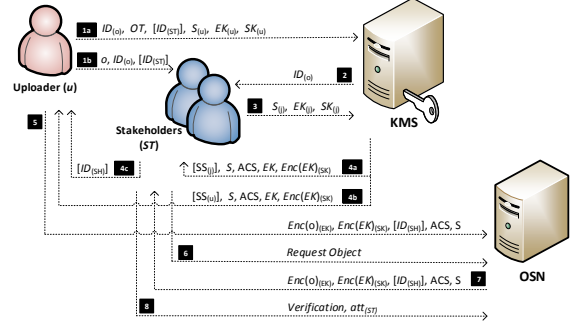 1a ID(o), OT, [ID(ST)], S(u), EK(u), SK(u)
1b o, ID(o), [ID(ST)]
Uploader (u)
ID(o) 2
3 S(j), EK(j), SK(j)
KMS
5
Stakeholders
(ST)
[ID(SH)] 4c
[SS(j)], S, ACS, EK, Enc(EK)(SK) 4a
[SS(u)], S, ACS, EK, Enc(EK)(SK) 4b
Enc(o)(EK), Enc(EK)(SK), [ID(SH)], ACS, S
6 Request Object
OSN
Enc(o)(EK), Enc(EK)(SK), [ID(SH)], ACS, S 7
8 Verification, att(ST)